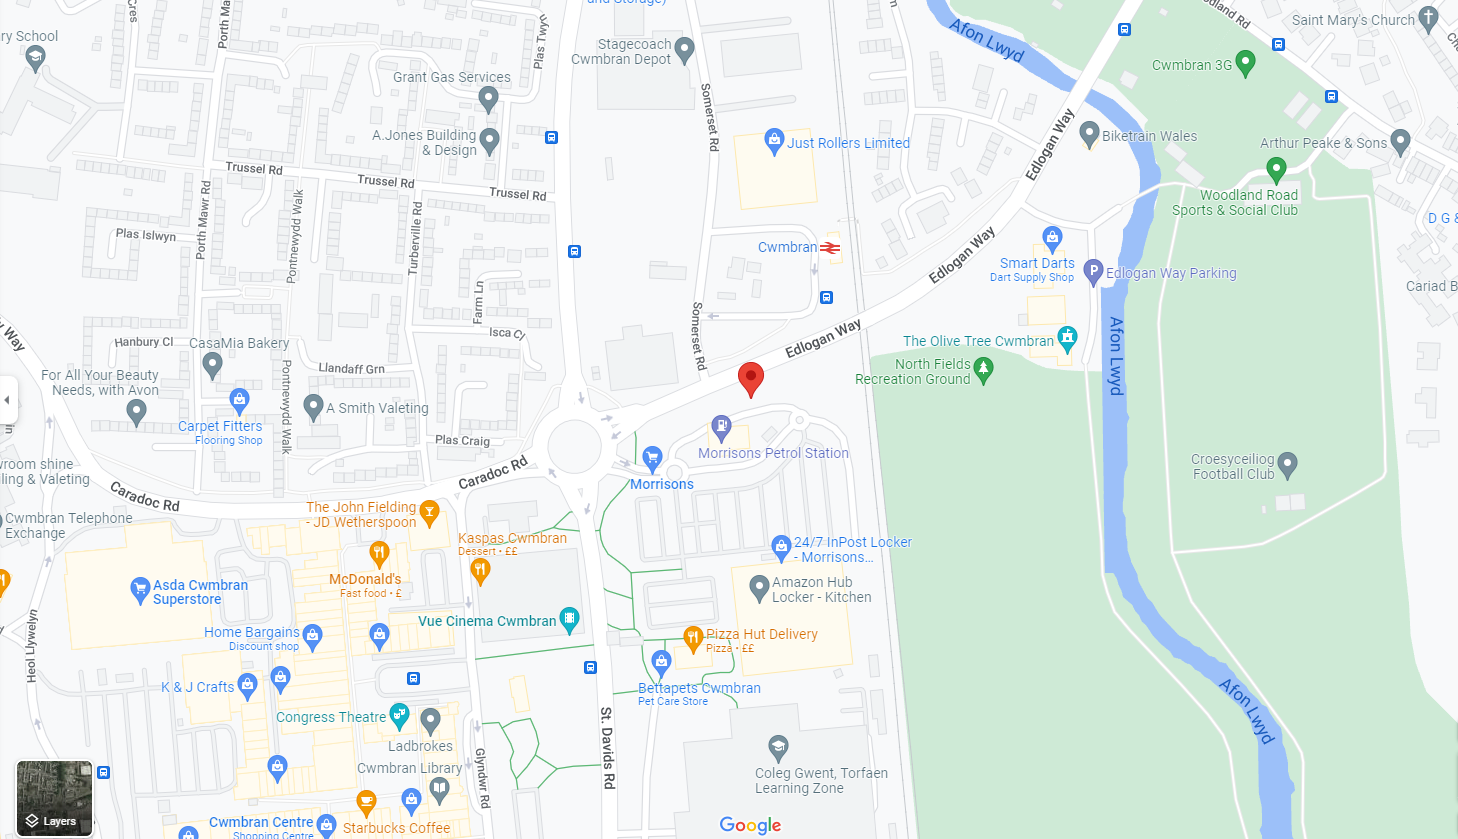 and Storage)
Cres
Porth Ma
Plas Twy
odland Rd
Saint Mary's Church
ry School
Afon Lwyd
Stagecoach
Cwmbran Depot
Cwmbran 3G
Grant Gas Services
Somerset Rd
Edlogan Way
A.Jones Building
& Design
Just Rollers Limited
Biketrain Wales
Arthur Peake & Sons
Trussel Rd
Trussel Rd
Trussel Rd
Woodland Road
Sports & Social Club
Porth Mawr Rd
Pontnewydd Walk
Turberville Rd
D G &
Plas Islwyn
Cwmbran
Edlogan Way
Smart Darts
Dart Supply Shop
Edlogan Way Parking
Cariad B
Farm Ln
Isca Cl
Somerset Rd
Edlogan Way
Afon Lwyd
y Way
Hanbury Cl
CasaMia Bakery
The Olive Tree Cwmbran
Llandaff Grn
North Fields
Recreation Ground
For All Your Beauty
Needs, with Avon
Pontnewydd Walk
A Smith Valeting
Carpet Fitters
Flooring Shop
Plas Craig
Morrisons Petrol Station
vroom shine
ling & Valeting
Caradoc Rd
Caradoc Rd
Morrisons
Croesyceiliog
Football Club
The John Fielding
- JD Wetherspoon
Cwmbran Telephone
Exchange
Kaspas Cwmbran
Dessert • ££
24/7 InPost Locker
- Morrisons...
McDonald's
Fast food • £
Asda Cwmbran
Superstore
Amazon Hub
Locker - Kitchen
Heol Llywelyn
Vue Cinema Cwmbran
Home Bargains
Discount shop
Pizza Hut Delivery
Pizza • ££
K & J Crafts
Bettapets Cwmbran
Pet Care Store
Afon Lwyd
Congress Theatre
St. Davids Rd
Ladbrokes
Glyndwr Rd
Cwmbran Library
Coleg Gwent, Torfaen
Learning Zone
Layers
Cwmbran Centre
Shopping Centre
Starbucks Coffee
Google